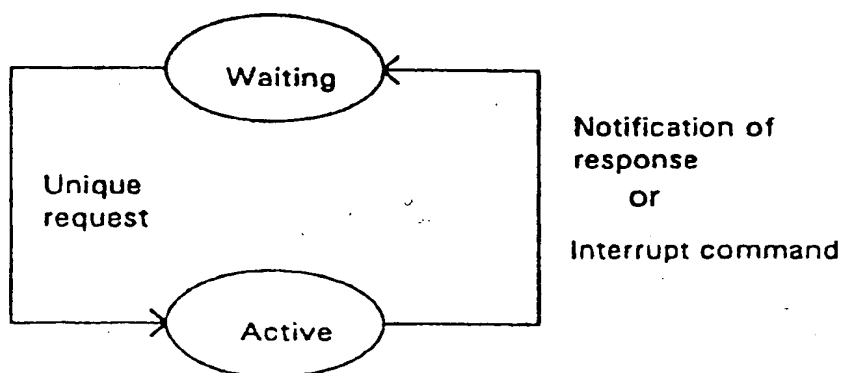 Waiting
Unique
request
Notification of
response
or
Interrupt command
Active